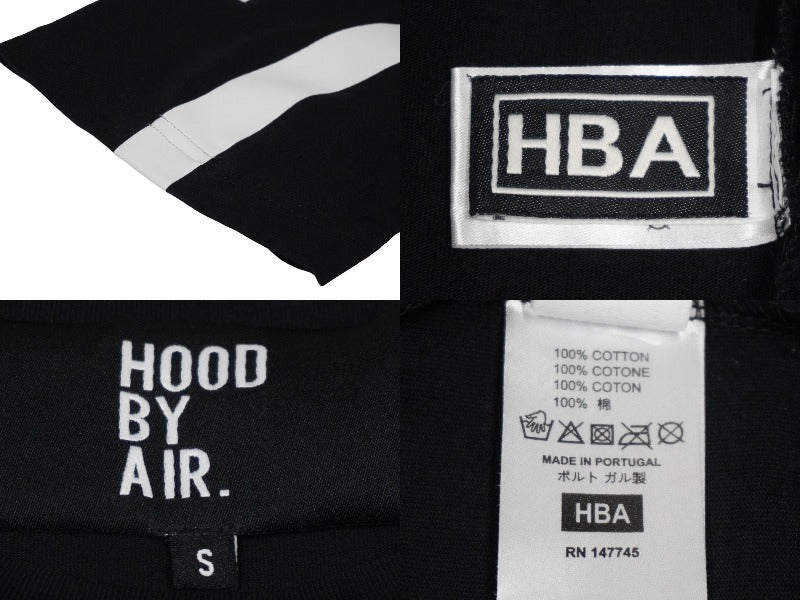 HBA
HOOD
BY
AIR.
S
100% COTTON
100% COTONE
100% COTON
100% 棉
MADE IN PORTUGAL
ポルト ガル製
HBA
RN 147745